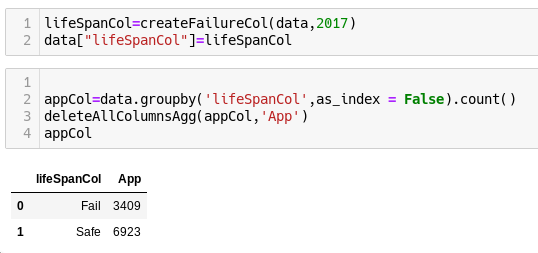 1 lifeSpanCol=createFailureCol(data,2017)
2 data["lifeSpanCol"]=lifeSpanCol
1
2 appCol=data.groupby('lifeSpanCol',as_index = False).count()
3 deleteAllColumnsAgg(appCol,'App')
4 appCol
lifeSpanCol App
0 Fail 3409
1 Safe 6923